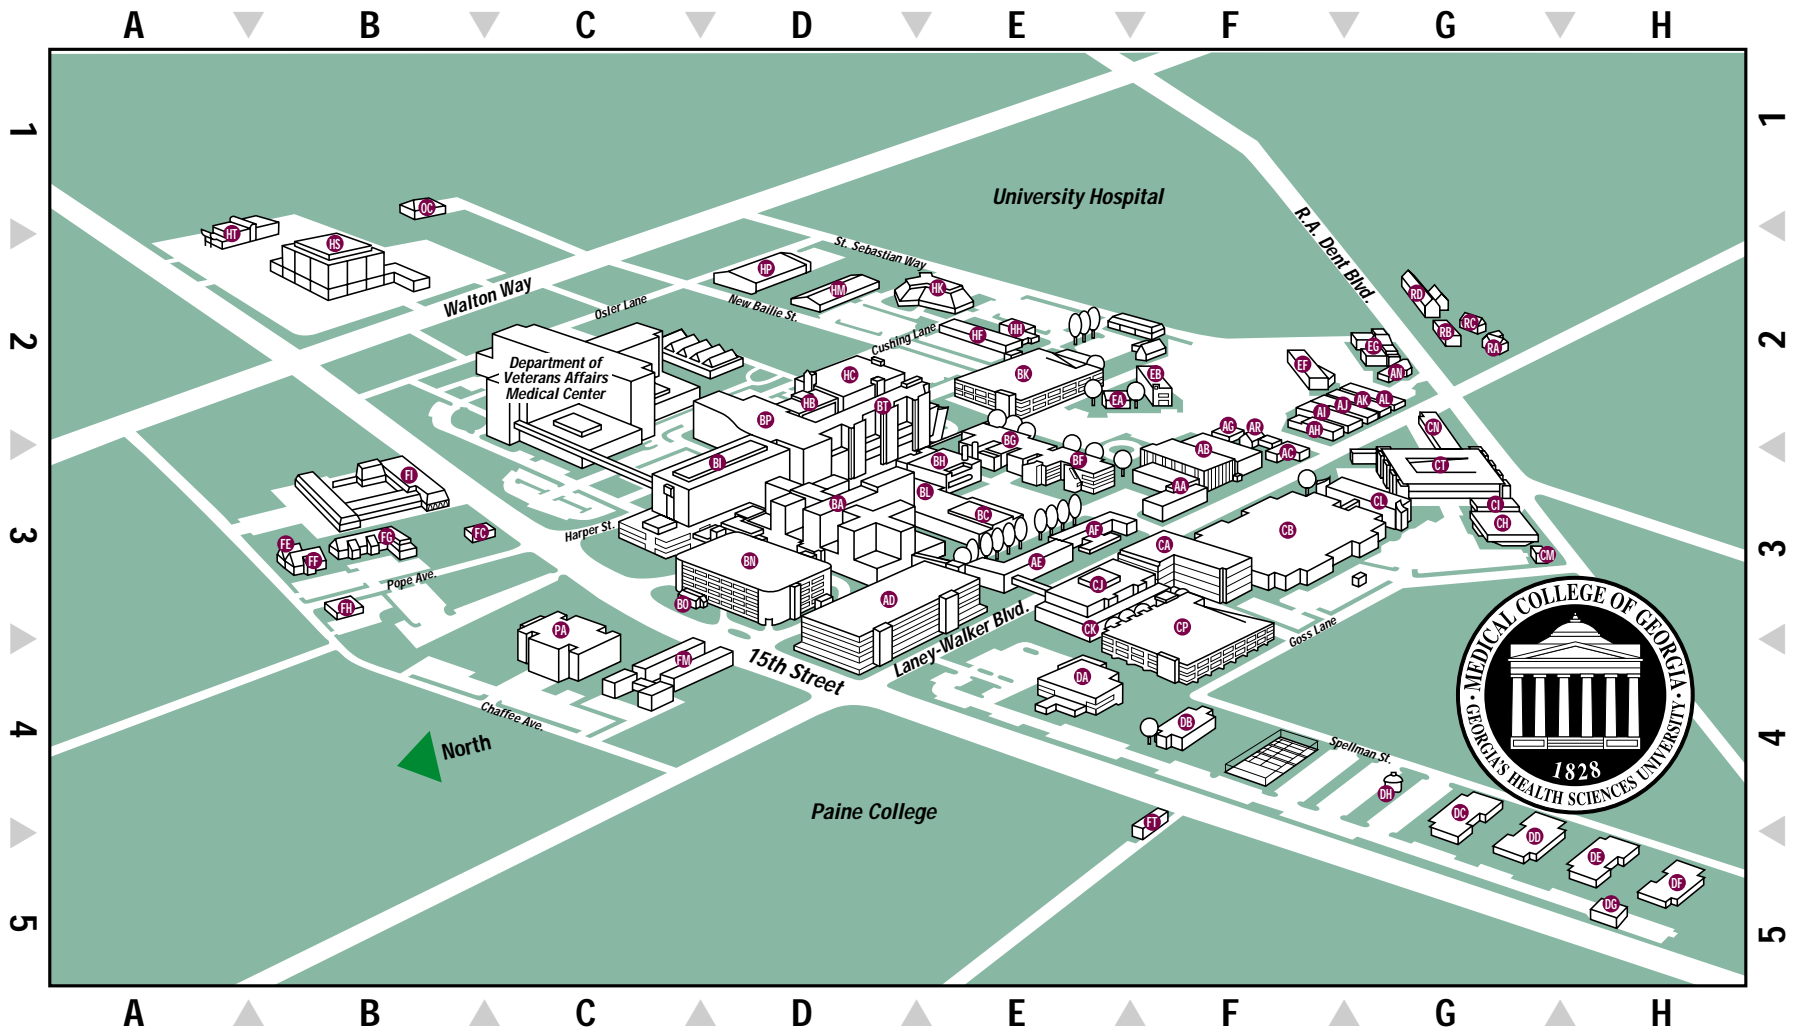 A B C D E F G H
1
1
University Hospital
OC
HT
HS
St. Sebastian Way
R.A. Dent Blvd.
HP
HM
HK
Walton Way
Osler Lane
New Bailie St.
Cushing Lane
RD
RC
RB
RA
HF
HH
2
2
Department of
Veterans Affairs
Medical Center
HC
BK
EB
EA
EF
EG
AN
HB
BT
BP
AI
AJ
AK
AL
AH
AG
AR
CN
BG
AB
AC
BI
BH
BF
CT
FI
AA
BL
BA
BC
CL
CI
CH
Harper St.
AF
CB
3
3
FC
FE
FG
FF
CA
CM
Pope Ave.
BN
AE
CJ
FH
BO
AD
CK
CP
Laney-Walker Blvd.
Goss Lane
PA
FM
15th Street
DA
Chaffee Ave.
DB
North
4
4
Spellman St.
MEDICAL COLLEGE OF GEORGIA
GEORGIA'S HEALTH SCIENCES UNIVERSITY
1828
Paine College
DH
DC
FT
DD
DE
DF
DG
5
5
A B C D E F G H